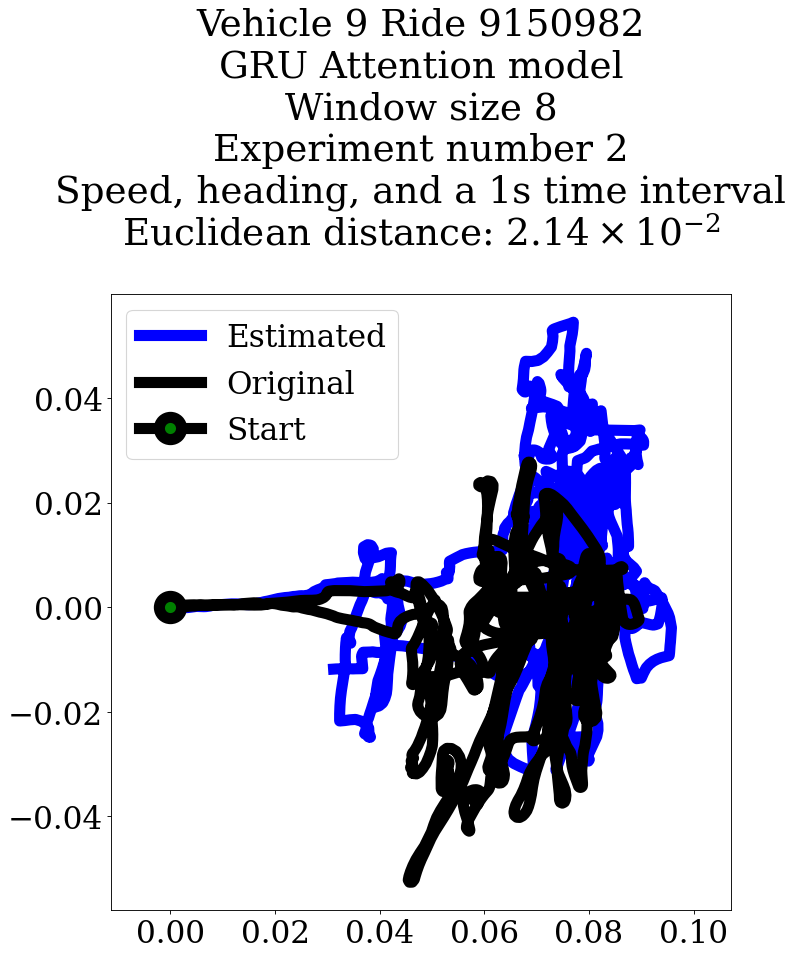 Vehicle 9 Ride 9150982
GRU Attention model
Window size 8
Experiment number 2
Speed, heading, and a 1s time interval
Euclidean distance: 2.14 × 10⁻²
Estimated
Original
Start
0.04
0.02
0.00
−0.02
−0.04
0.00 0.02 0.04 0.06 0.08 0.10